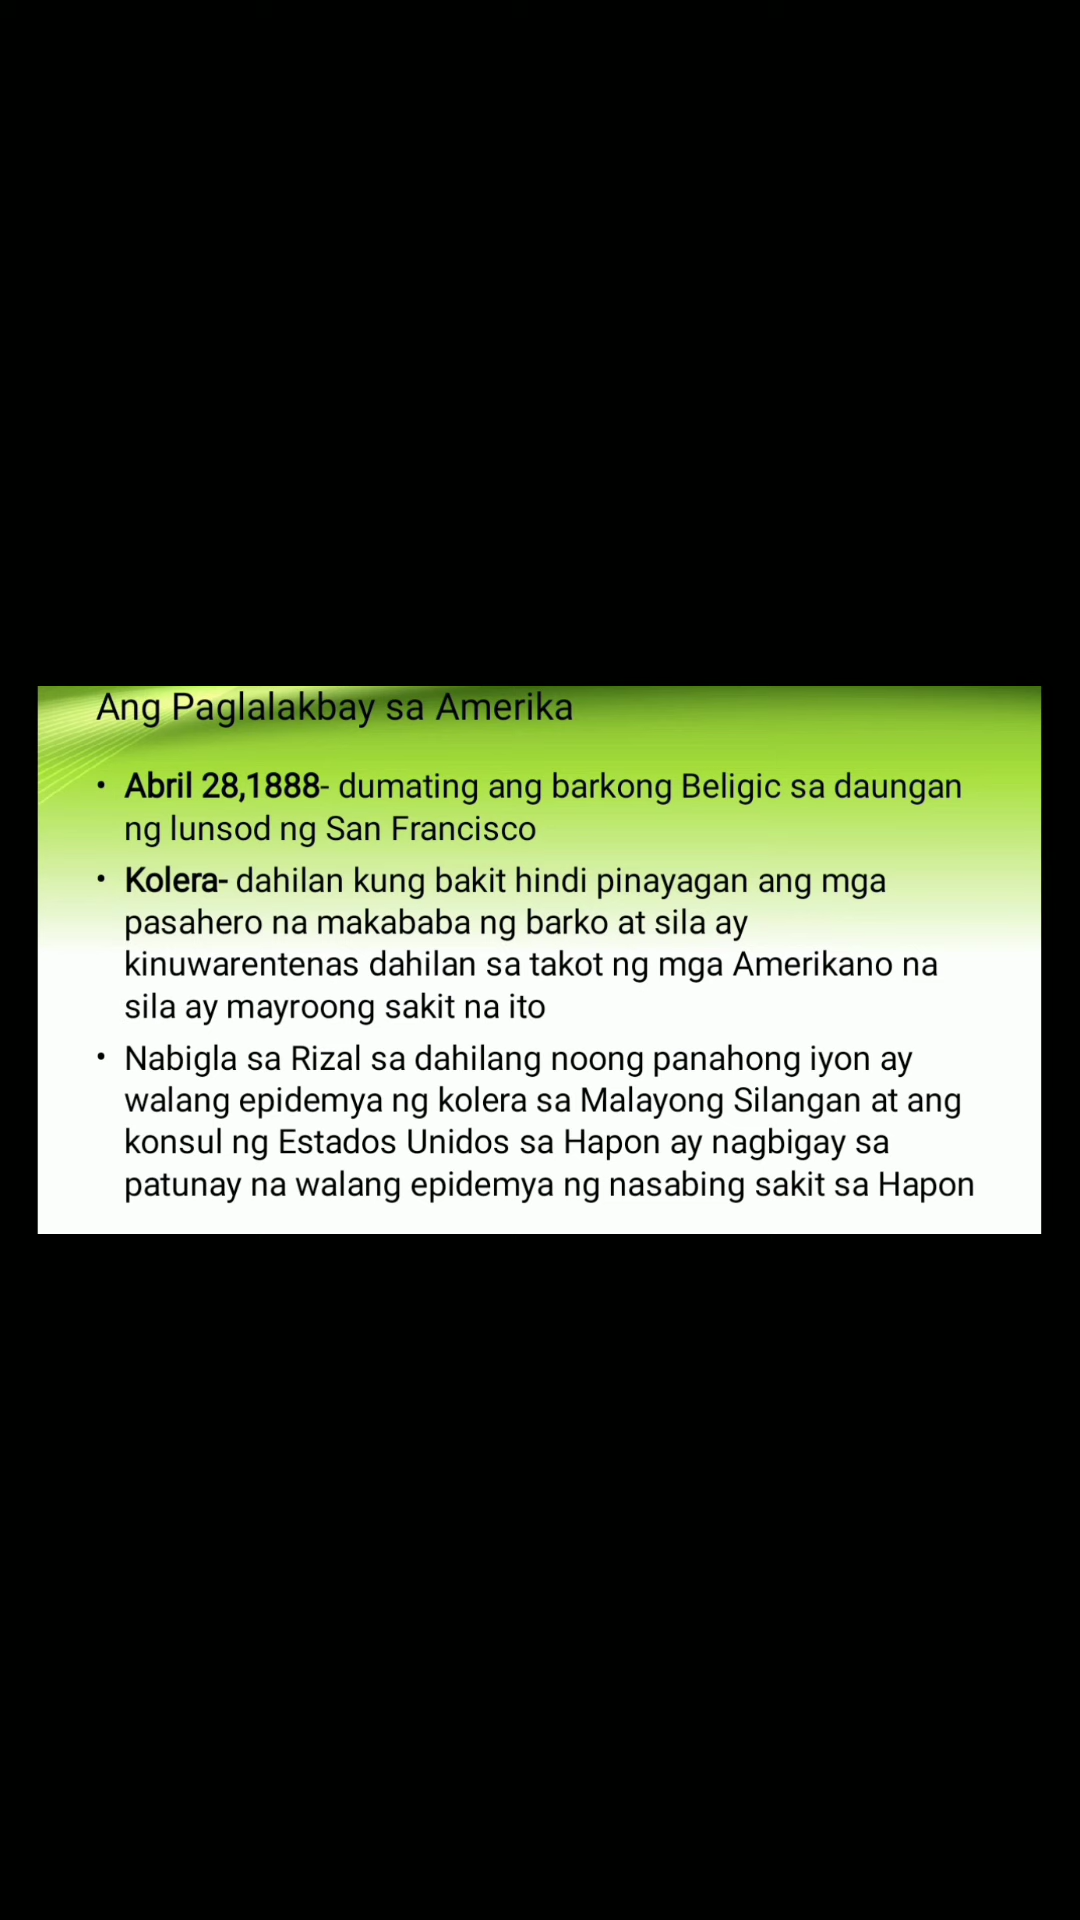 Ang Paglalakbay sa Amerika
• Abril 28,1888- dumating ang barkong Beligic sa daungan
ng lunsod ng San Francisco
• Kolera- dahilan kung bakit hindi pinayagan ang mga
pasahero na makababa ng barko at sila ay
kinuwarentenas dahilan sa takot ng mga Amerikano na
sila ay mayroong sakit na ito
• Nabigla sa Rizal sa dahilang noong panahong iyon ay
walang epidemya ng kolera sa Malayong Silangan at ang
konsul ng Estados Unidos sa Hapon ay nagbigay sa
patunay na walang epidemya ng nasabing sakit sa Hapon